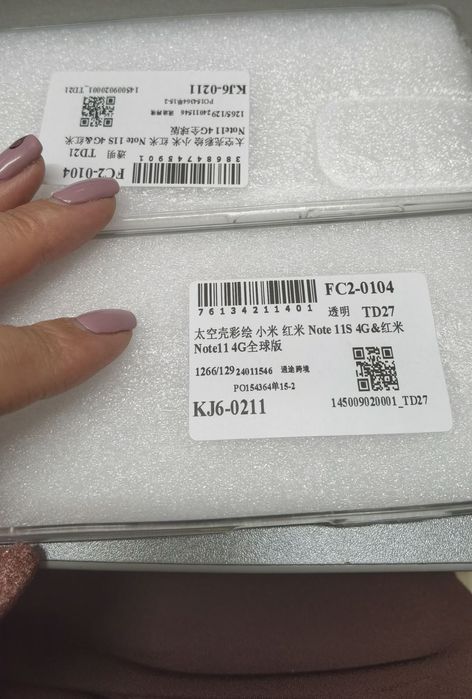 KJ6-0211
145009020001_TD21
PO154364单15-2
1265/129 24011546 通途跨境
Note11 4G全球版
太空壳彩绘 小米 红米 Note 11S 4G&红米
透明 TD21
38684745901
FC2-0104
76134211401
FC2-0104
透明 TD27
太空壳彩绘 小米 红米 Note 11S 4G&红米
Note11 4G全球版
1266/129 24011546 通途跨境
PO154364单15-2
KJ6-0211
145009020001_TD27